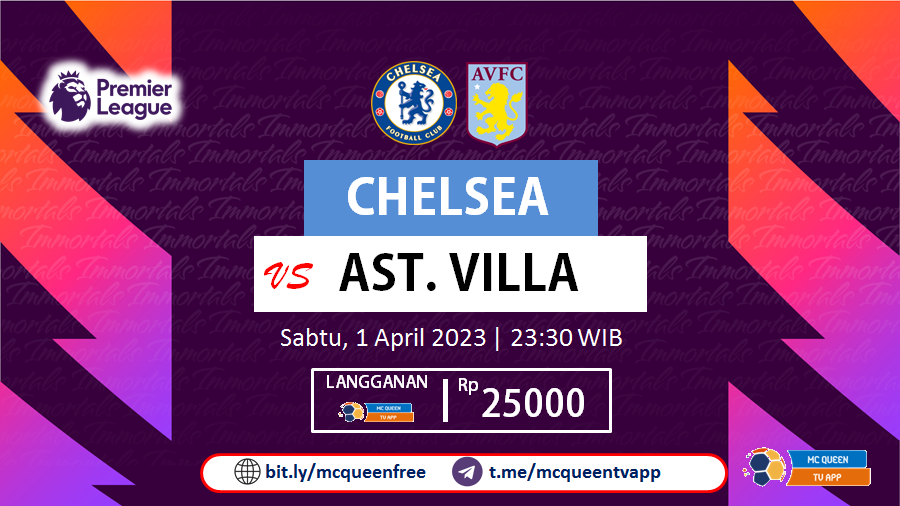 Premier
League
CHELSEA
FOOTBALL CLUB
AVFC
CHELSEA
VS AST. VILLA
Sabtu, 1 April 2023 | 23:30 WIB
LANGGANAN
MC QUEEN
TV APP
Rp 25000
bit.ly/mcqueenfree t.me/mcqueentvapp
MC QUEEN
TV APP
Immortals